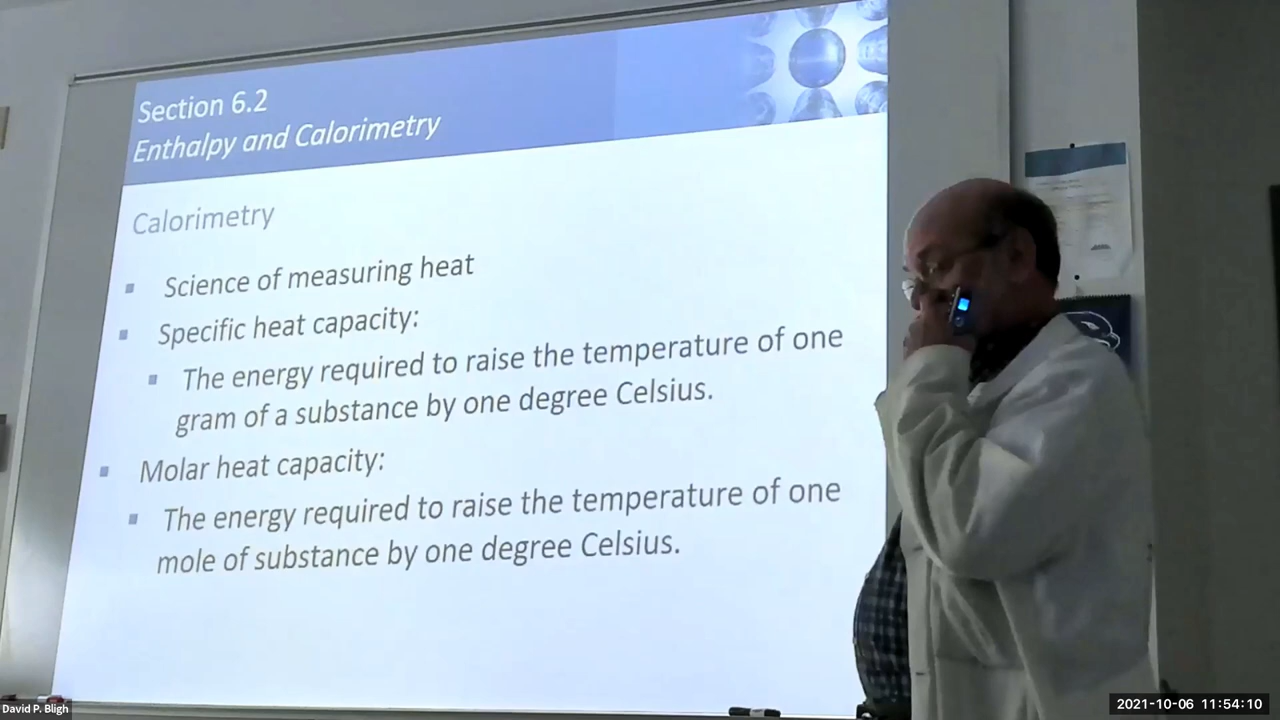 Section 6.2
Enthalpy and Calorimetry
Calorimetry
Science of measuring heat
Specific heat capacity:
The energy required to raise the temperature of one
gram of a substance by one degree Celsius.
Molar heat capacity:
The energy required to raise the temperature of one
mole of substance by one degree Celsius.
David P. Bligh
2021-10-06 11:54:10